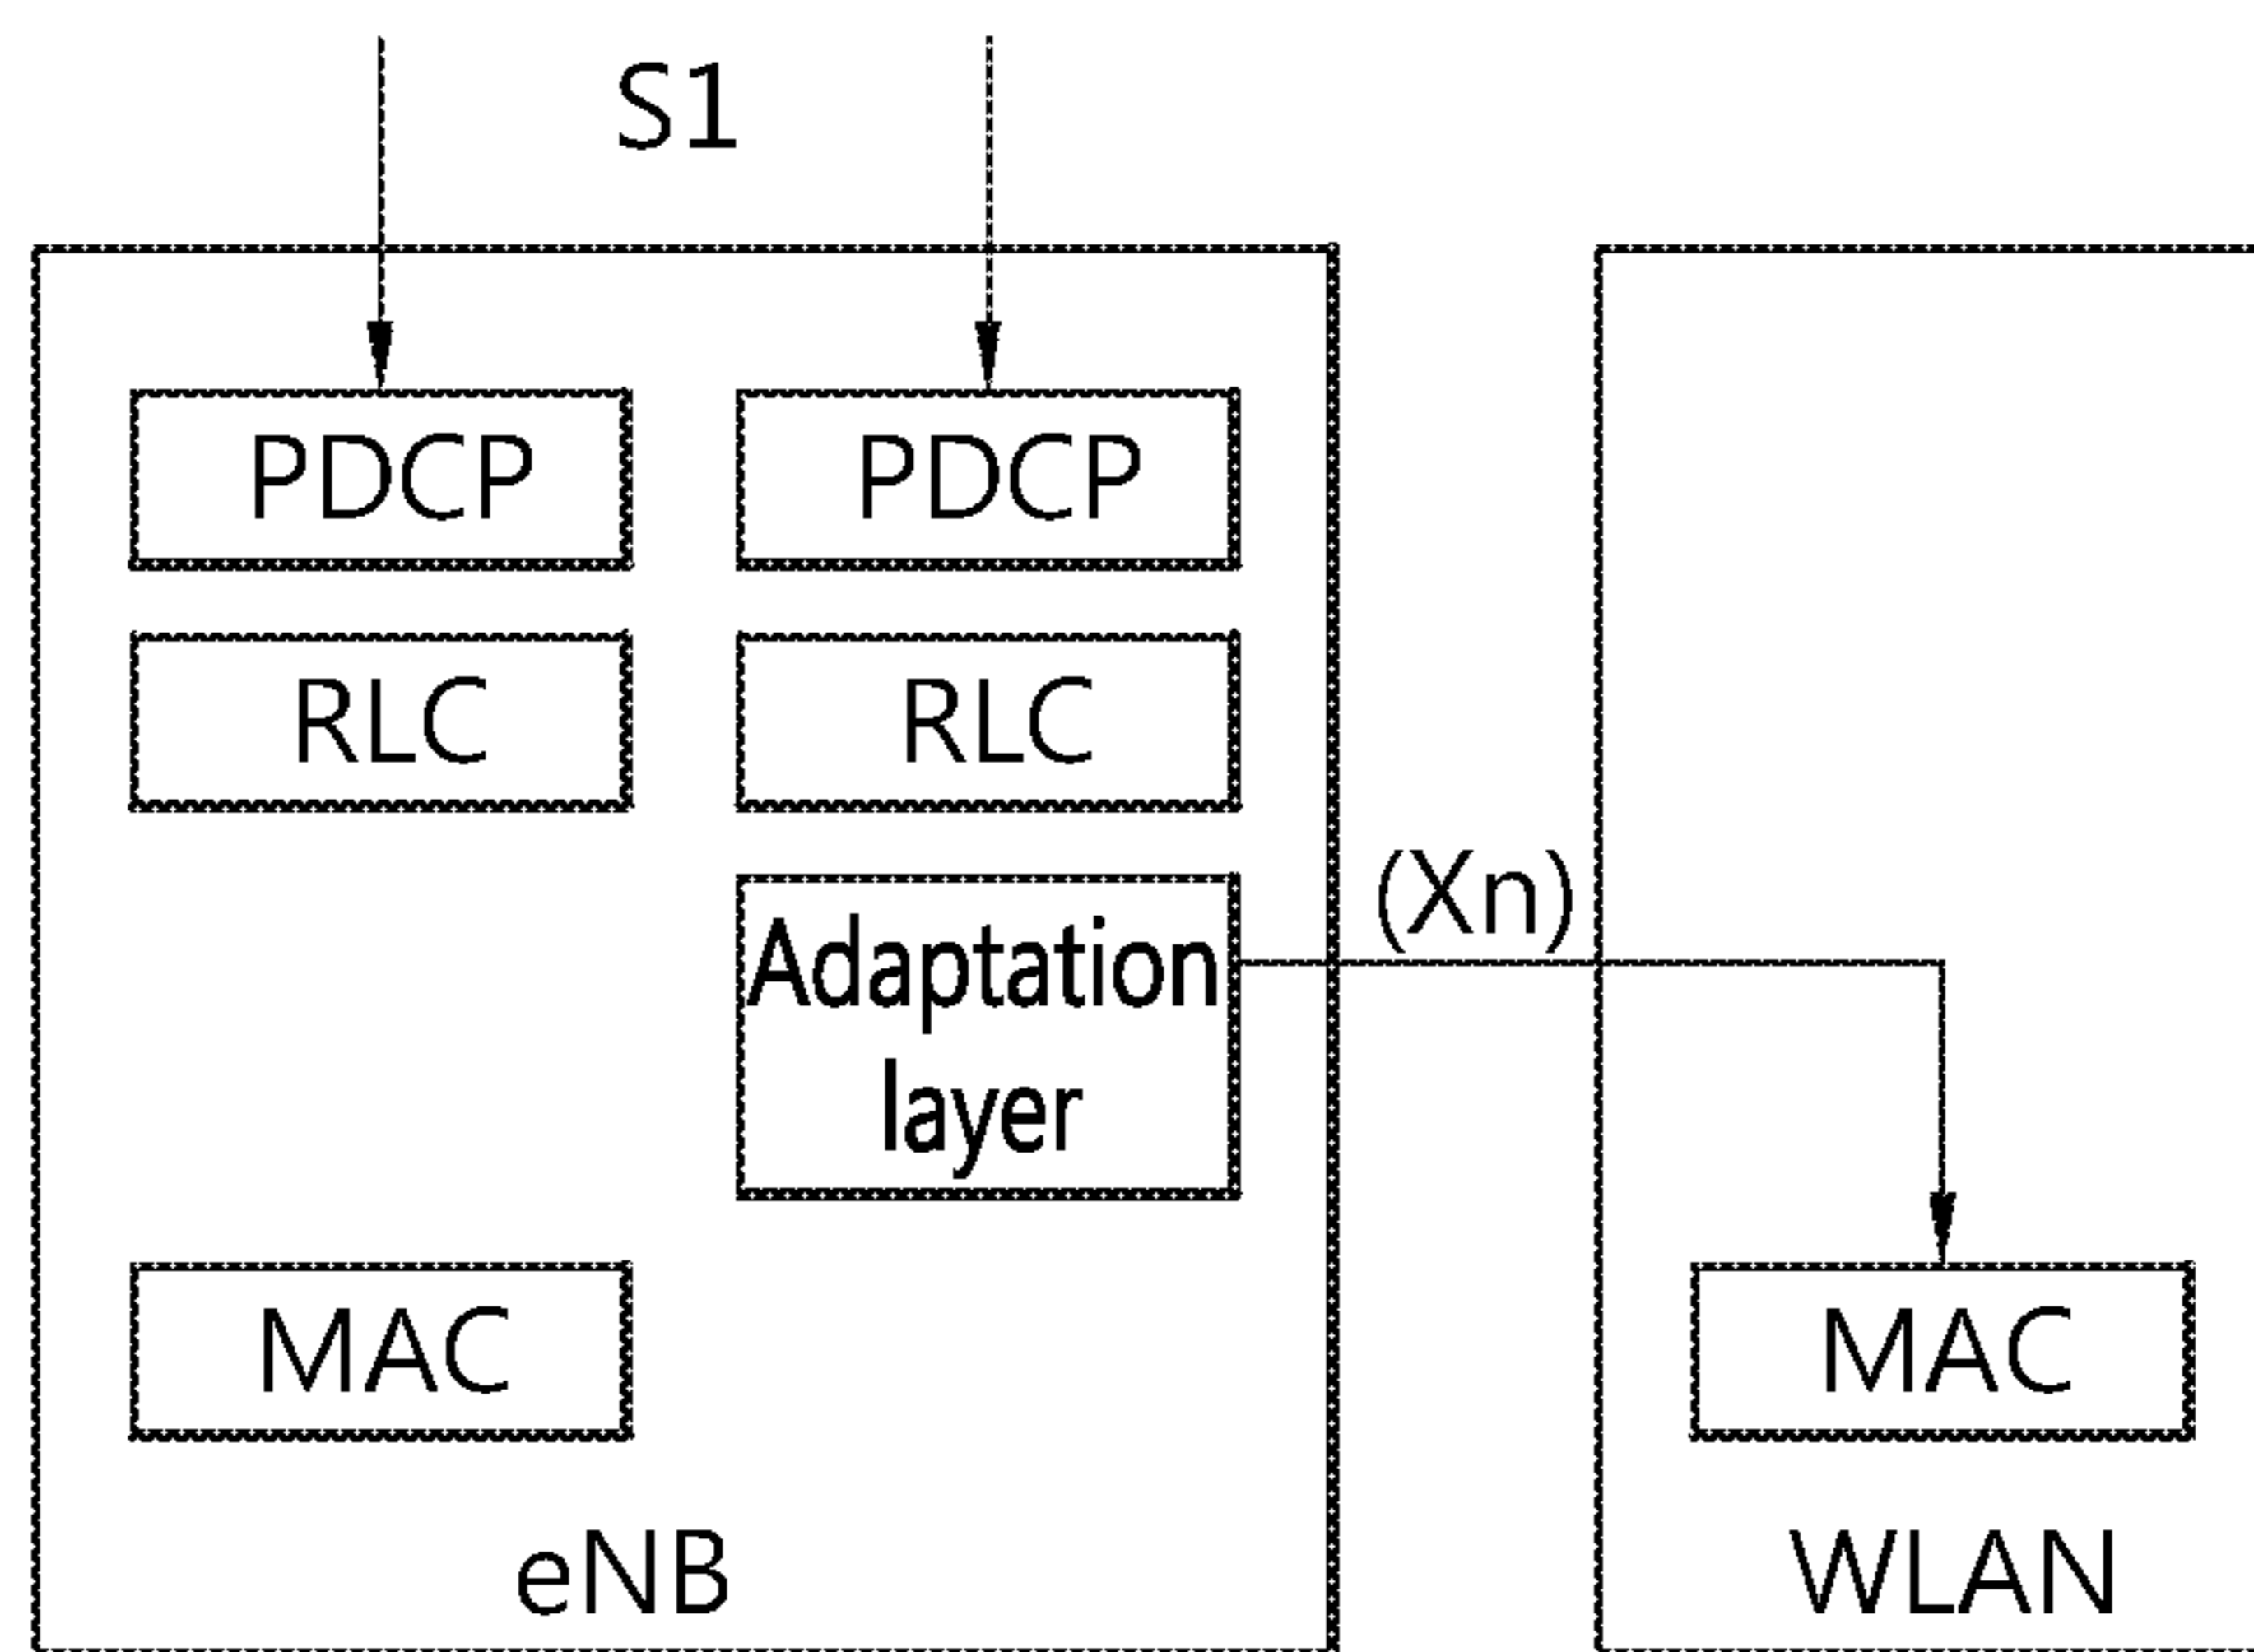 S1
PDCP
PDCP
RLC
RLC
(Xn)
Adaptation
layer
MAC
MAC
eNB
WLAN